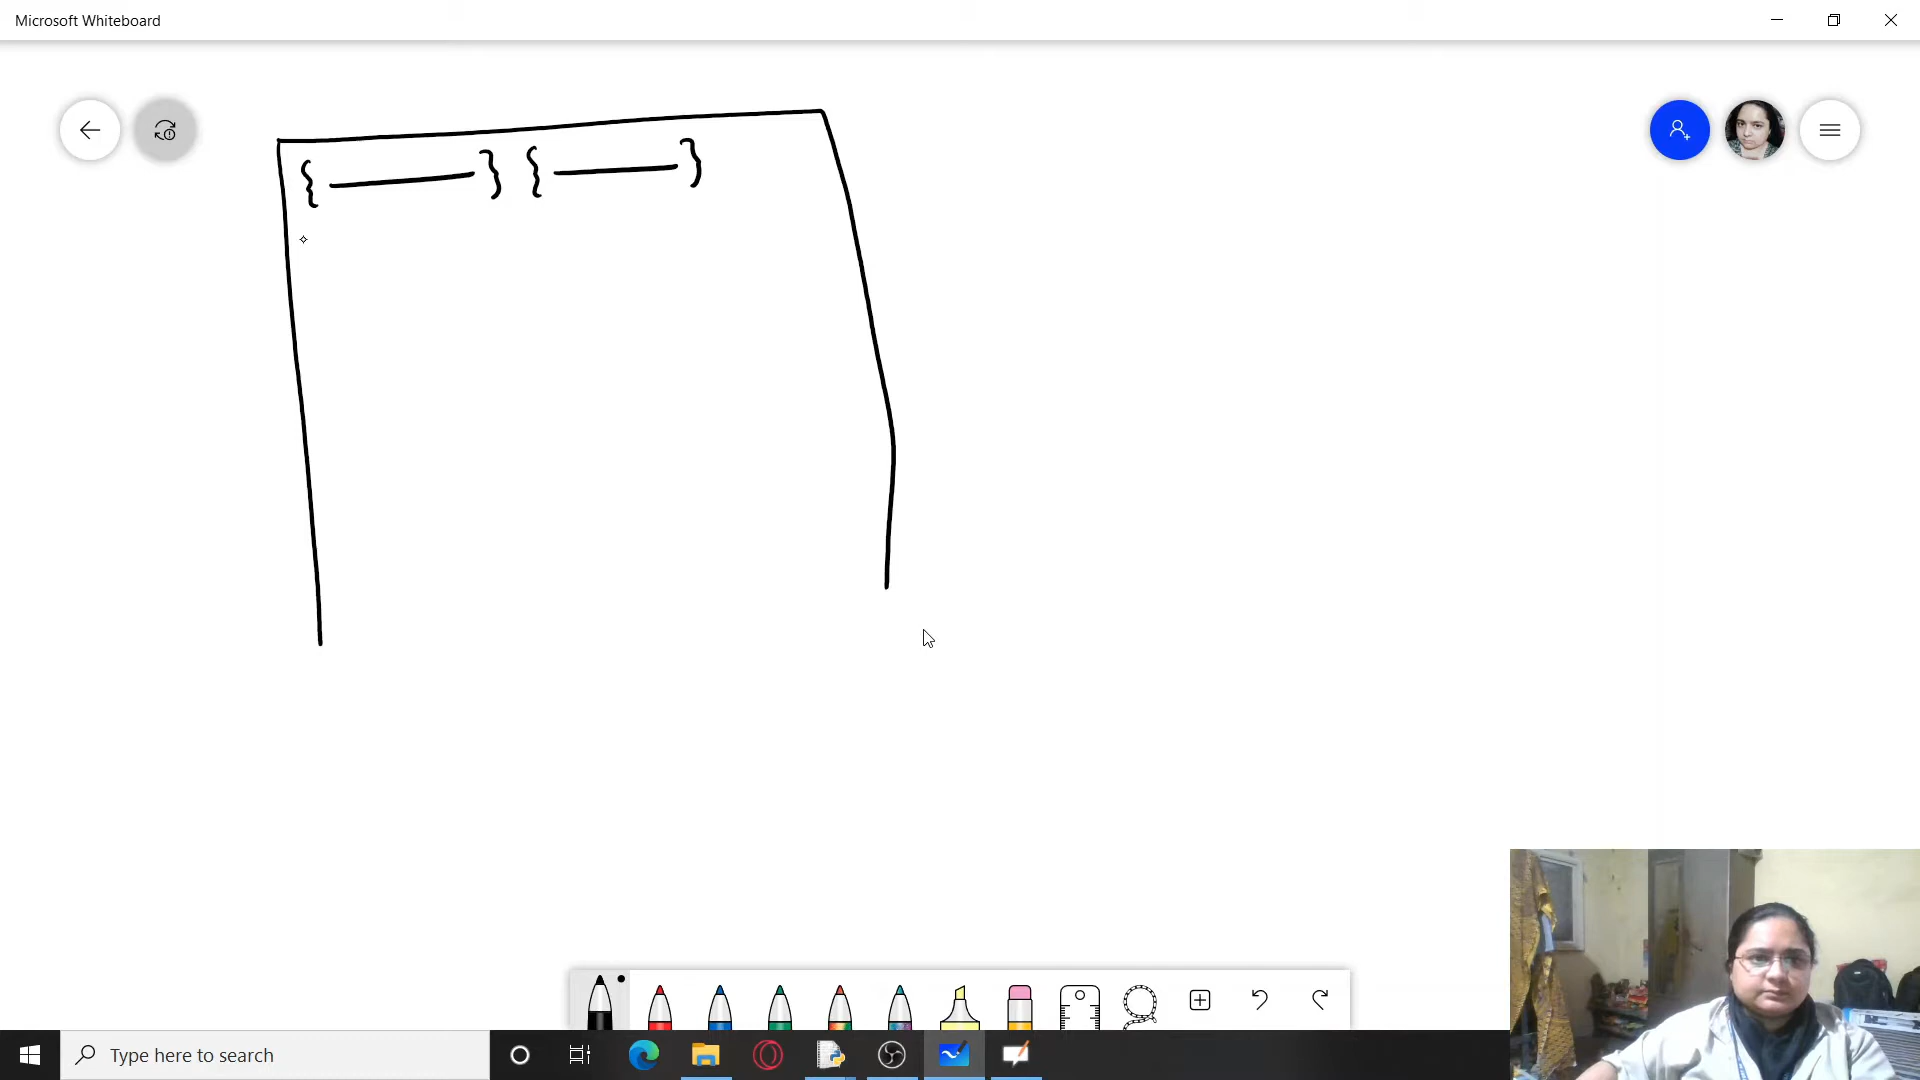 Microsoft Whiteboard
{ ——— } { ——— }
Type here to search